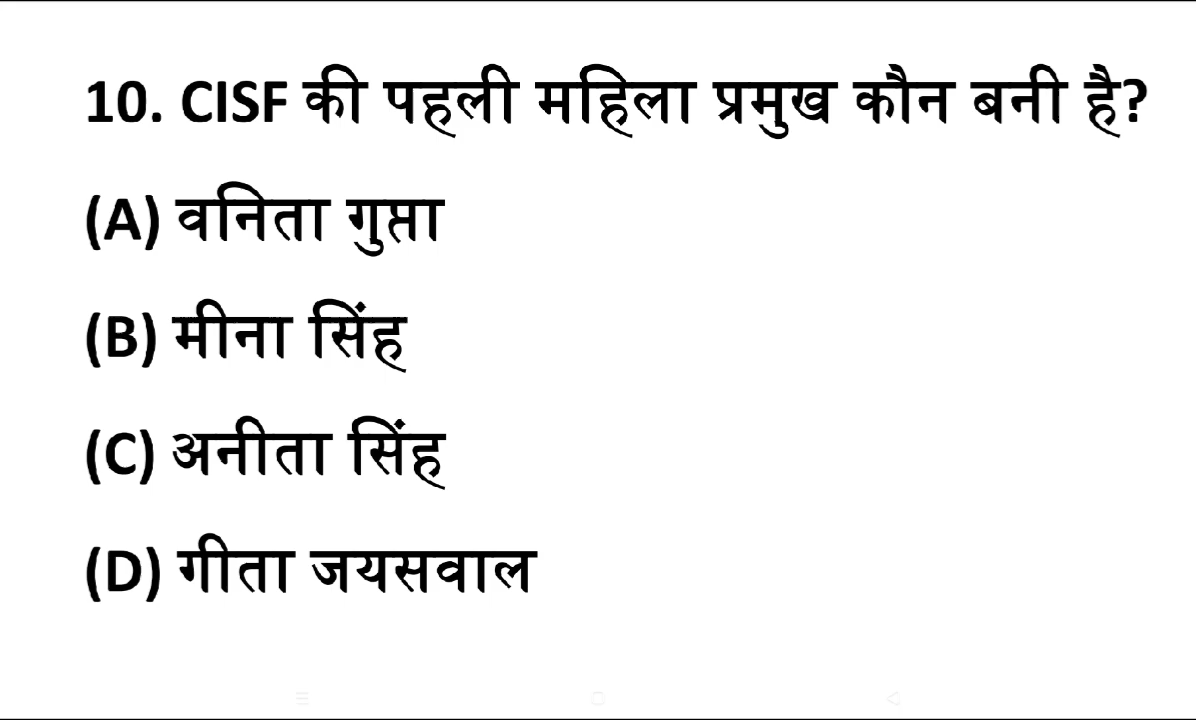 10. CISF की पहली महिला प्रमुख कौन बनी है?
(A) वनिता गुप्ता
(B) मीना सिंह
(C) अनीता सिंह
(D) गीता जयसवाल